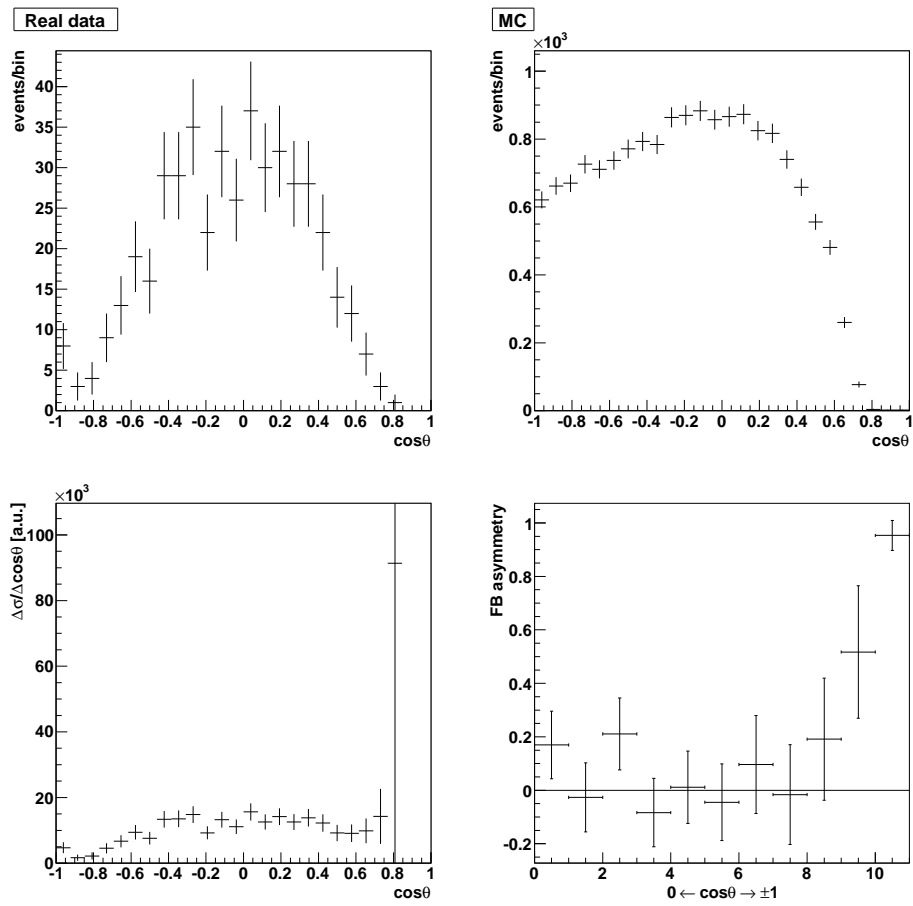 Real data
events/bin
40
35
30
25
20
15
10
5
0
-1 -0.8 -0.6 -0.4 -0.2 0 0.2 0.4 0.6 0.8 1
cosθ
MC
×10³
events/bin
1
0.8
0.6
0.4
0.2
0
-1 -0.8 -0.6 -0.4 -0.2 0 0.2 0.4 0.6 0.8 1
cosθ
×10³
Δσ/Δcosθ [a.u.]
100
80
60
40
20
0
-1 -0.8 -0.6 -0.4 -0.2 0 0.2 0.4 0.6 0.8 1
cosθ
FB asymmetry
1
0.8
0.6
0.4
0.2
0
-0.2
0 2 4 6 8 10
0 ← cosθ → ±1